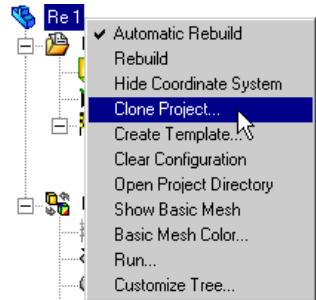 Re 1
Automatic Rebuild
Rebuild
Hide Coordinate System
Clone Project...
Create Template...
Clear Configuration
Open Project Directory
Show Basic Mesh
Basic Mesh Color...
Run...
Customize Tree...